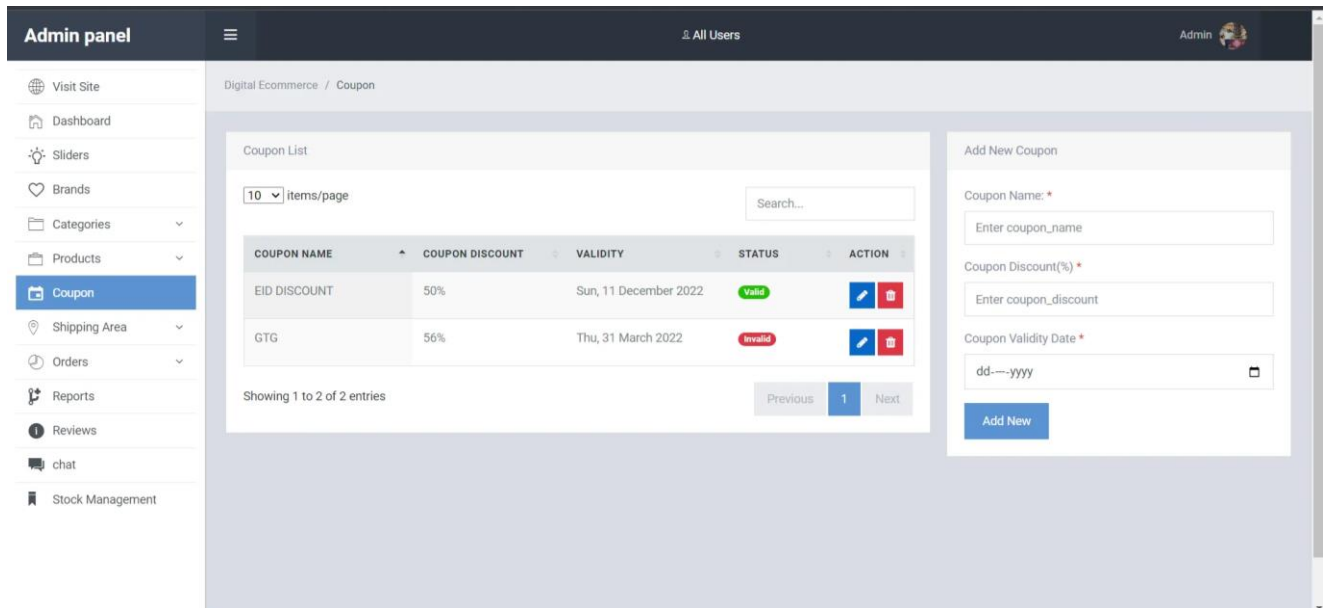 Admin panel
All Users
Admin
Visit Site
Dashboard
Sliders
Brands
Categories
Products
Coupon
Shipping Area
Orders
Reports
Reviews
chat
Stock Management
Digital Ecommerce / Coupon
Coupon List
10 items/page
Search...
COUPON NAME COUPON DISCOUNT VALIDITY STATUS ACTION
EID DISCOUNT 50% Sun, 11 December 2022 Valid
GTG 56% Thu, 31 March 2022 Invalid
Showing 1 to 2 of 2 entries
Previous 1 Next
Add New Coupon
Coupon Name: *
Enter coupon_name
Coupon Discount(%) *
Enter coupon_discount
Coupon Validity Date *
dd-----yyyy
Add New